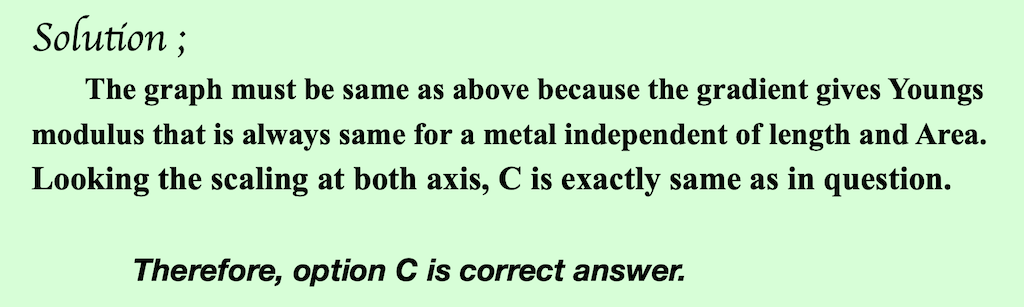 Solution ;
The graph must be same as above because the gradient gives Youngs
modulus that is always same for a metal independent of length and Area.
Looking the scaling at both axis, C is exactly same as in question.
Therefore, option C is correct answer.